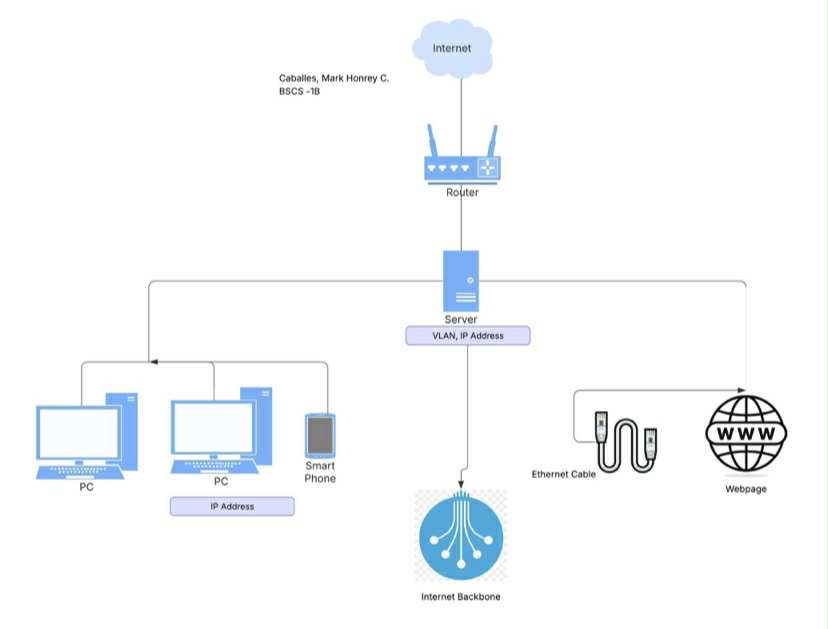 Internet
Caballes, Mark Honrey C.
BSCS -1B
Router
Server
VLAN, IP Address
WWW
Smart
Phone
Ethernet Cable
PC
PC
Webpage
IP Address
Internet Backbone